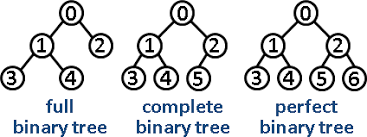 0 0 0
1 2 1 2 1 2
3 4 3 4 5 3 4 5 6
full complete perfect
binary tree binary tree binary tree